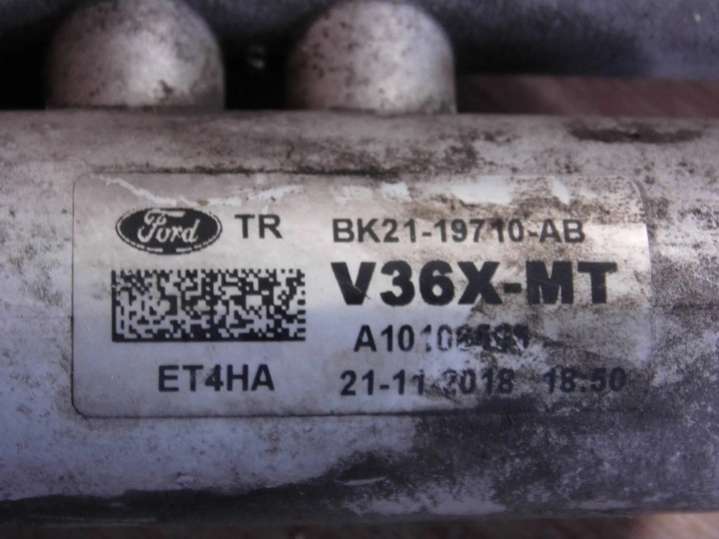 Ford TR BK21-19710-AB
V36X-MT
ET4HA 21-11-2018 18:50